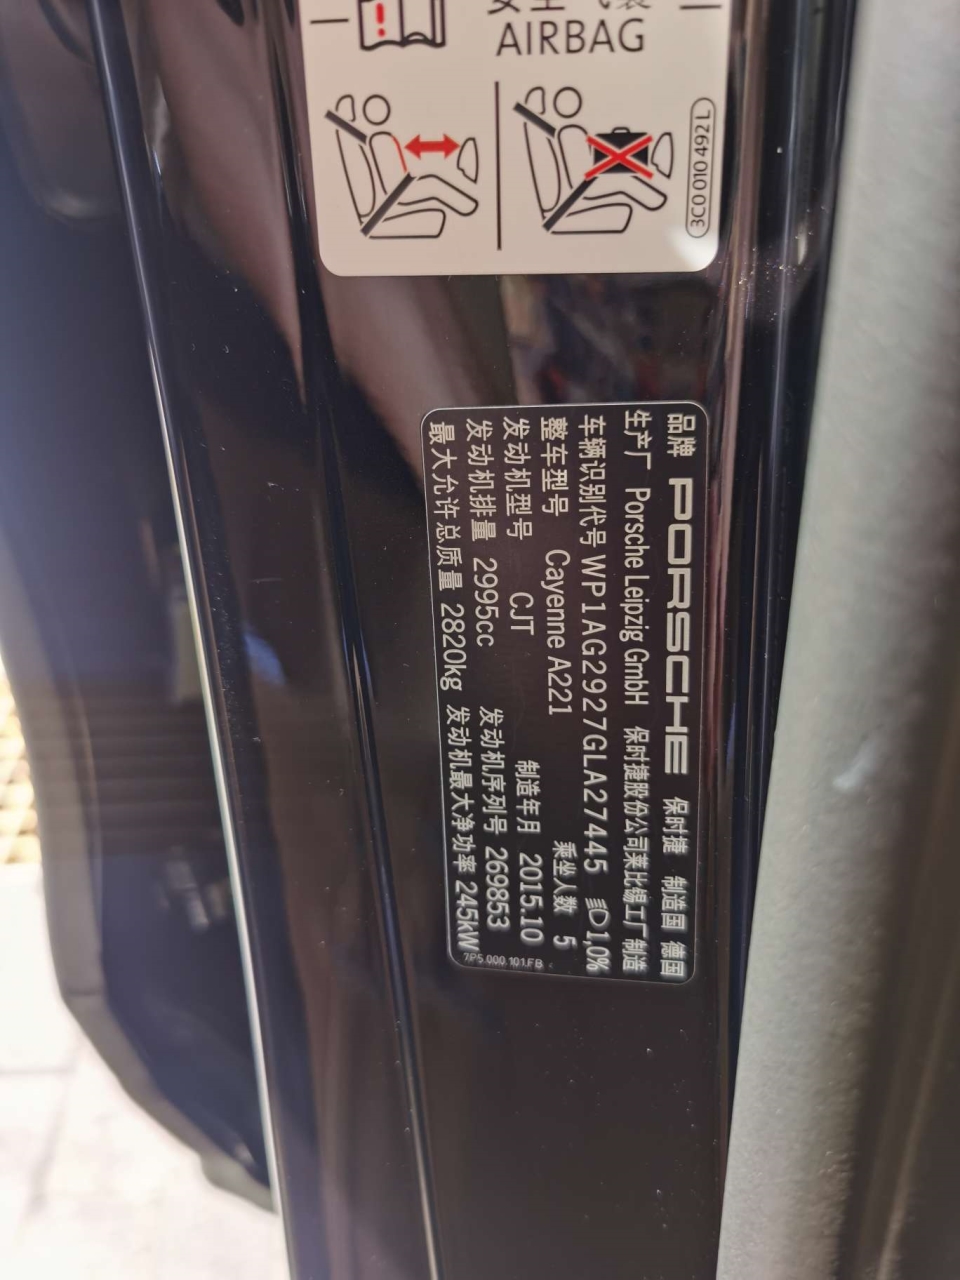 AIRBAG
3C0 010 492 L
品牌 PORSCHE 保时捷 制造国 德国
生产厂 Porsche Leipzig GmbH 保时捷股份公司莱比锡工厂制造
车辆识别代号 WP1AG2927GLA27445 1,0%
整车型号 Cayenne A221 乘坐人数 5
发动机型号 CJT 制造年月 2015.10
发动机排量 2995cc 发动机序列号 269853
最大允许总质量 2820kg 发动机最大净功率 245kW
7P5.000.101.FB